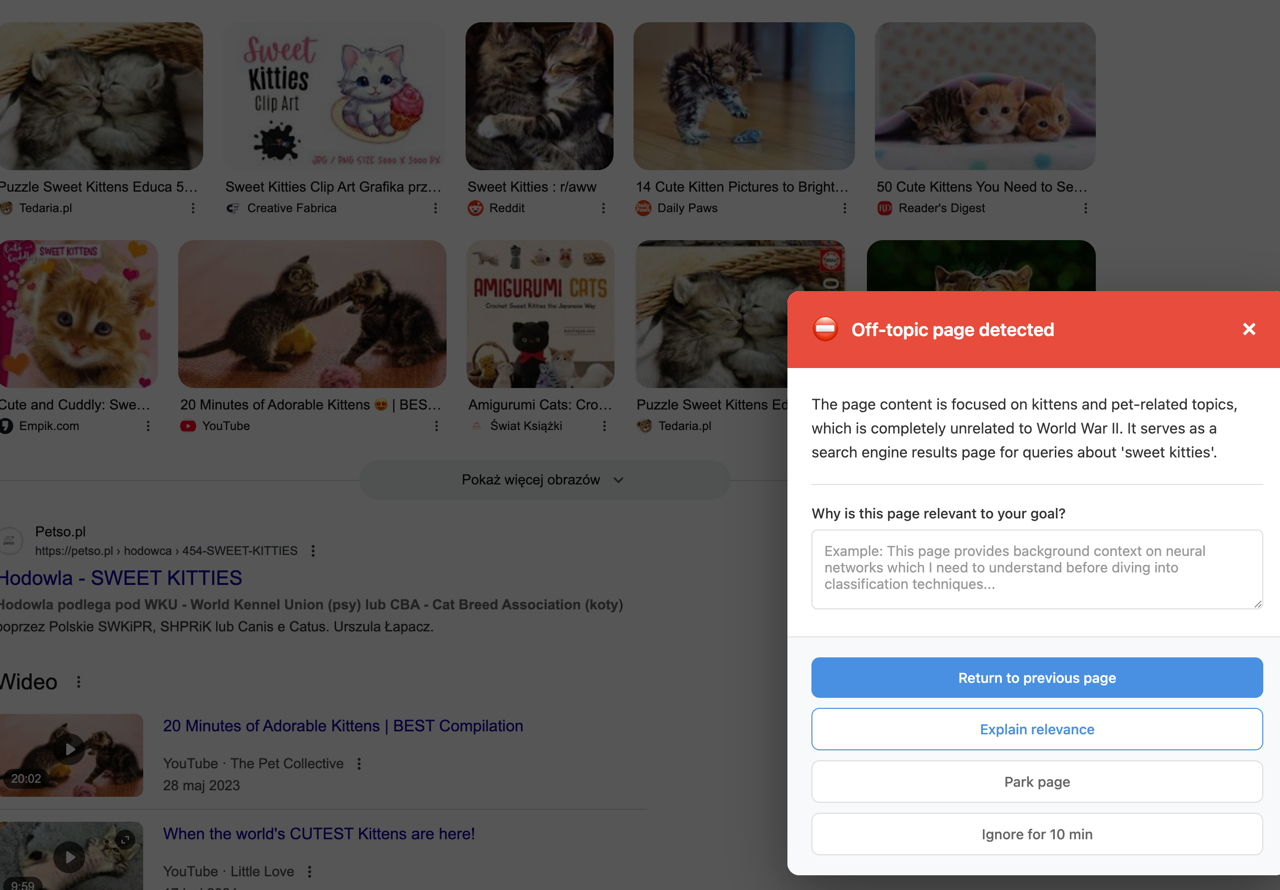 Sweet
Kitties
Clip Art
JPG / PNG SIZE 5000 X 5000 PX
Puzzle Sweet Kittens Educa 5...
Sweet Kitties Clip Art Grafika prz...
Sweet Kitties : r/aww
14 Cute Kitten Pictures to Bright...
50 Cute Kittens You Need to Se...
Tedaria.pl
Creative Fabrica
Reddit
Daily Paws
Reader's Digest
SWEET KITTENS
AMIGURUMI CATS
Crochet Sweet Kitties the Japanese Way
Cute and Cuddly: Swe...
20 Minutes of Adorable Kittens 😍 | BES...
Amigurumi Cats: Cro...
Puzzle Sweet Kittens Ed
Empik.com
YouTube
Świat Książki
Tedaria.pl
Pokaż więcej obrazów
Petso.pl
https://petso.pl › hodowca › 454-SWEET-KITTIES
Hodowla - SWEET KITTIES
Hodowla podlega pod WKU - World Kennel Union (psy) lub CBA - Cat Breed Association (koty)
poprzez Polskie SWKiPR, SHPRiK lub Canis e Catus. Urszula Łapacz.
Wideo
20:02
20 Minutes of Adorable Kittens | BEST Compilation
YouTube · The Pet Collective
28 maj 2023
9:59
When the world's CUTEST Kittens are here!
YouTube · Little Love
Off-topic page detected
The page content is focused on kittens and pet-related topics,
which is completely unrelated to World War II. It serves as a
search engine results page for queries about 'sweet kitties'.
Why is this page relevant to your goal?
Example: This page provides background context on neural
networks which I need to understand before diving into
classification techniques...
Return to previous page
Explain relevance
Park page
Ignore for 10 min